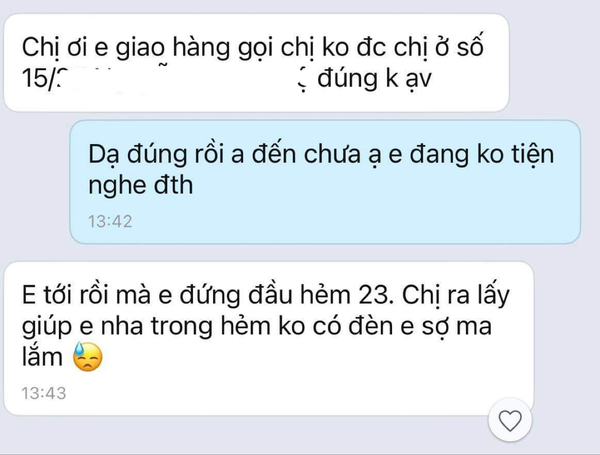 Chị ơi e giao hàng gọi chị ko đc chị ở số
15/ đúng k ạv
Dạ đúng rồi a đến chưa ạ e đang ko tiện
nghe đth
13:42
E tới rồi mà e đứng đầu hẻm 23. Chị ra lấy
giúp e nha trong hẻm ko có đèn e sợ ma
lắm 😓
13:43